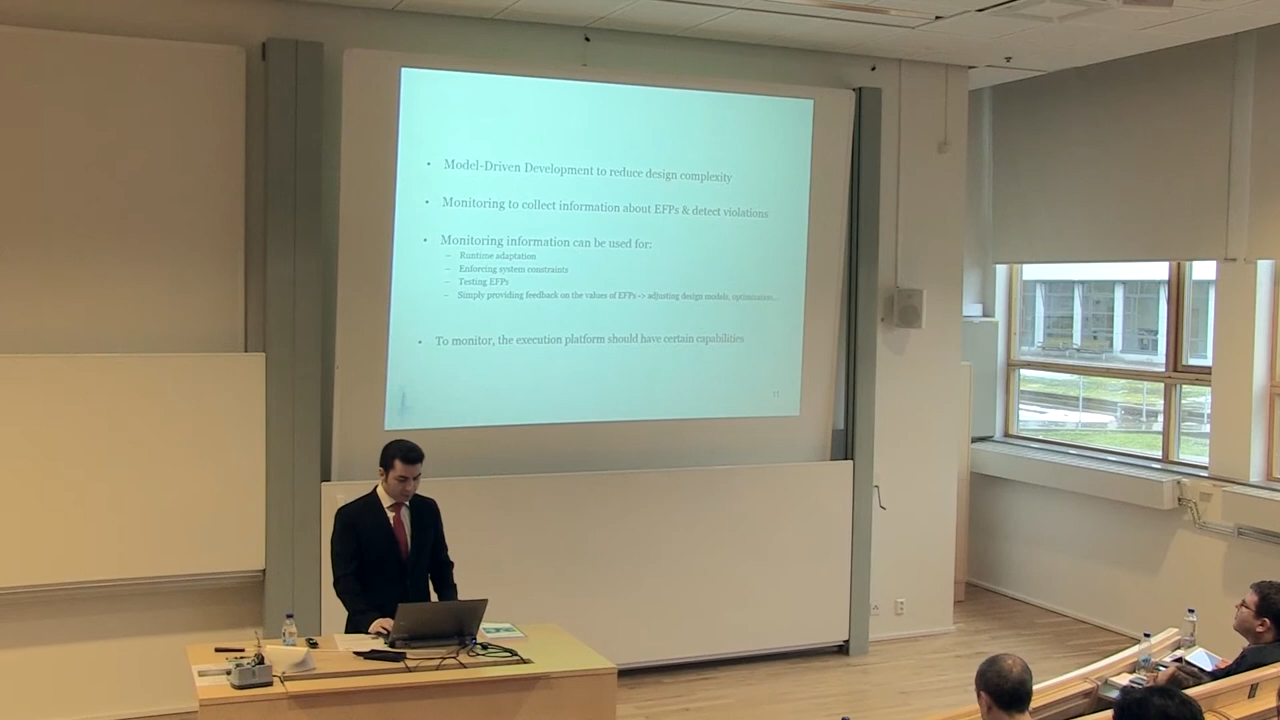 • Model-Driven Development to reduce design complexity
• Monitoring to collect information about EFPs & detect violations
• Monitoring information can be used for:
– Runtime adaptation
– Enforcing system constraints
– Testing EFPs
– Simply providing feedback on the values of EFPs -> adjusting design models, optimization...
• To monitor, the execution platform should have certain capabilities
11